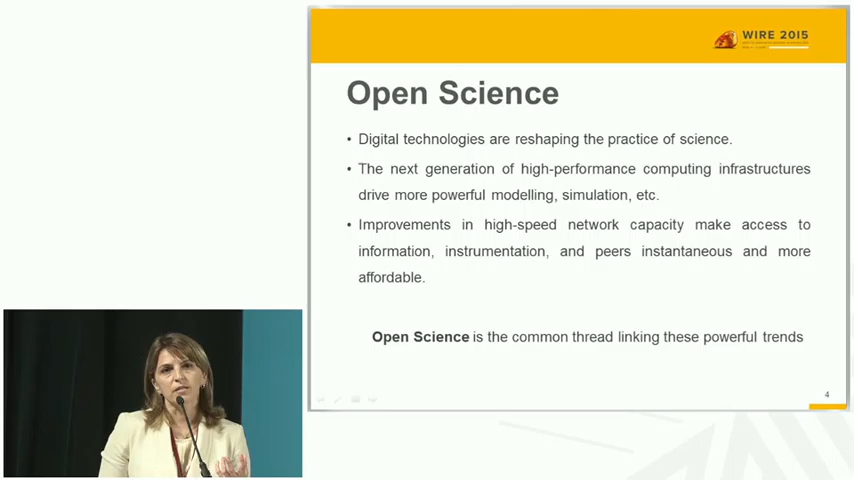 WIRE 2015
Open Science
• Digital technologies are reshaping the practice of science.
• The next generation of high-performance computing infrastructures
drive more powerful modelling, simulation, etc.
• Improvements in high-speed network capacity make access to
information, instrumentation, and peers instantaneous and more
affordable.
Open Science is the common thread linking these powerful trends
4